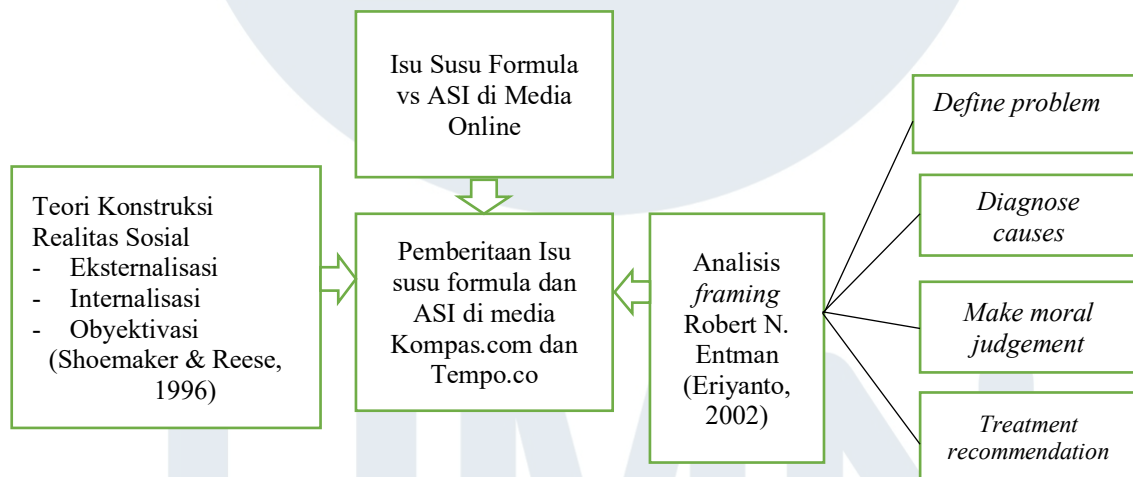 Isu Susu Formula
vs ASI di Media
Online
Teori Konstruksi
Realitas Sosial
- Eksternalisasi
- Internalisasi
- Obyektivasi
(Shoemaker & Reese,
1996)
Pemberitaan Isu
susu formula dan
ASI di media
Kompas.com dan
Tempo.co
Analisis
framing
Robert N.
Entman
(Eriyanto,
2002)
Define problem
Diagnose
causes
Make moral
judgement
Treatment
recommendation